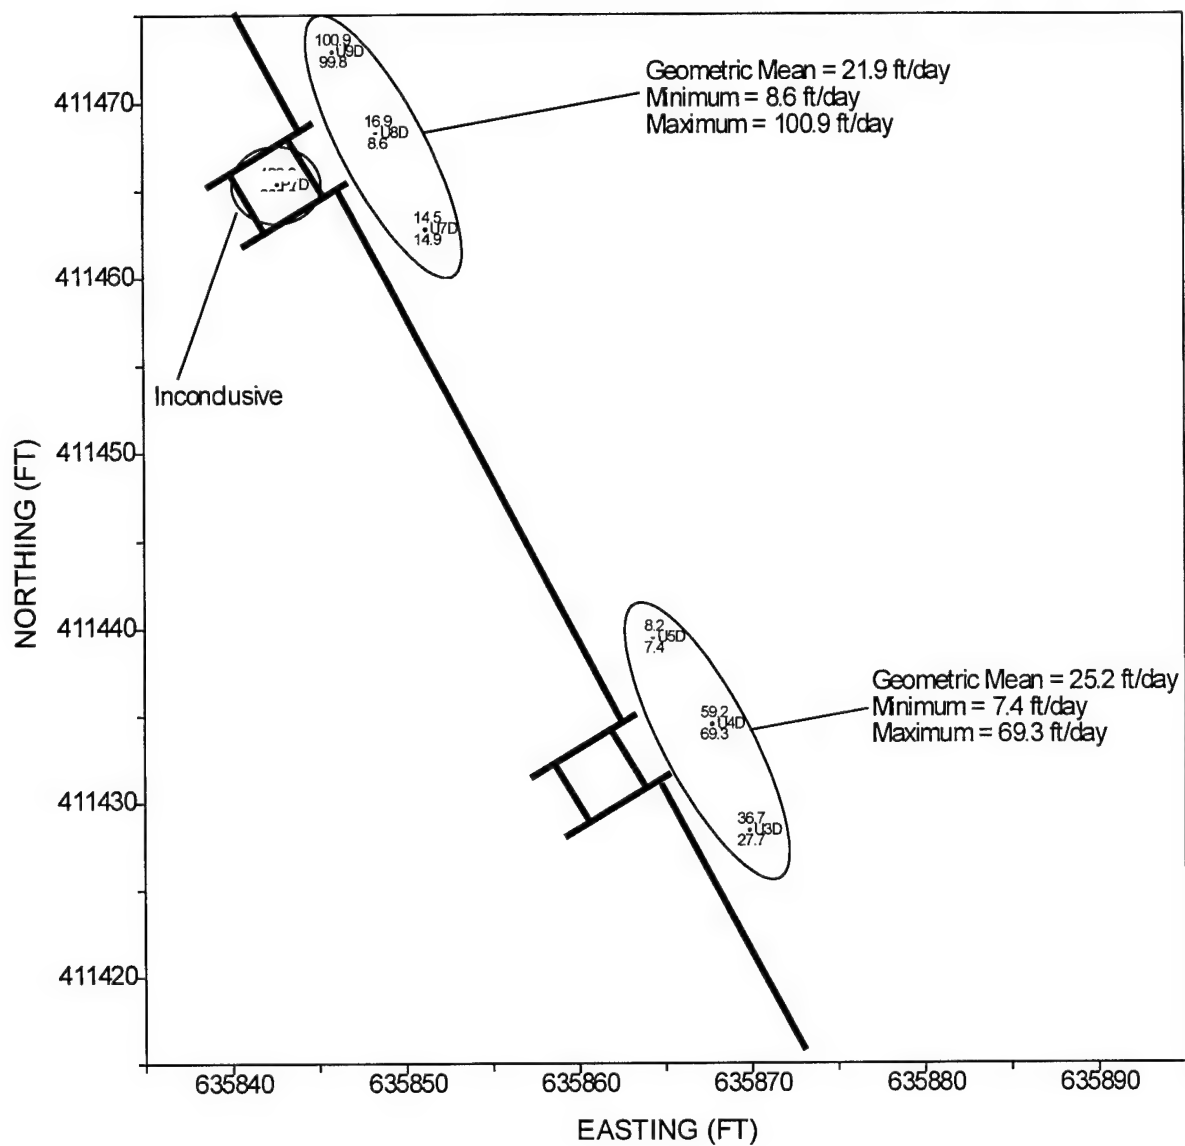 100.9
U9D
99.8
Geometric Mean = 21.9 ft/day
Minimum = 8.6 ft/day
Maximum = 100.9 ft/day
411470
16.9
U8D
8.6
P7D
14.5
U7D
14.9
411460
Inconclusive
411450
NORTHING (FT)
411440
8.2
U5D
7.4
Geometric Mean = 25.2 ft/day
Minimum = 7.4 ft/day
Maximum = 69.3 ft/day
59.2
U4D
69.3
411430
36.7
U3D
27.7
411420
635840
635850
635860
635870
635880
635890
EASTING (FT)